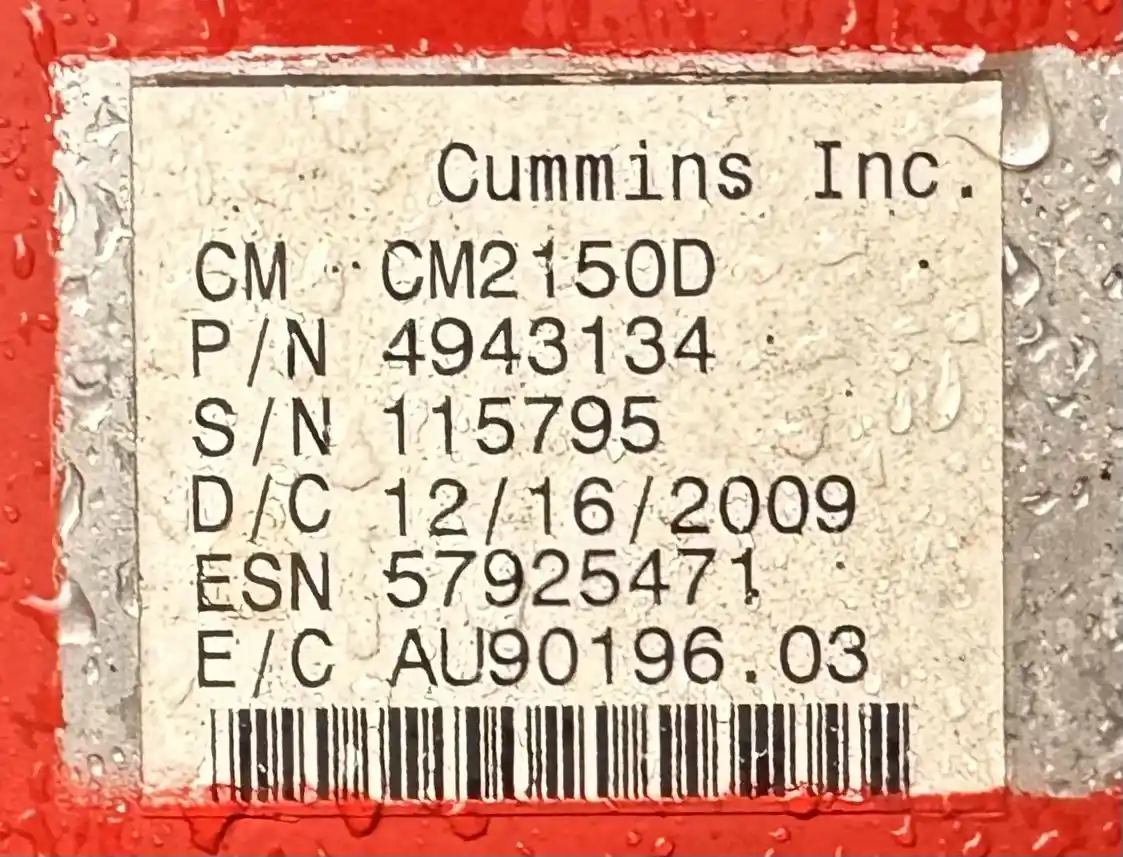 Cummins Inc.
CM CM2150D
P/N 4943134
S/N 115795
D/C 12/16/2009
ESN 57925471
E/C AU90196.03